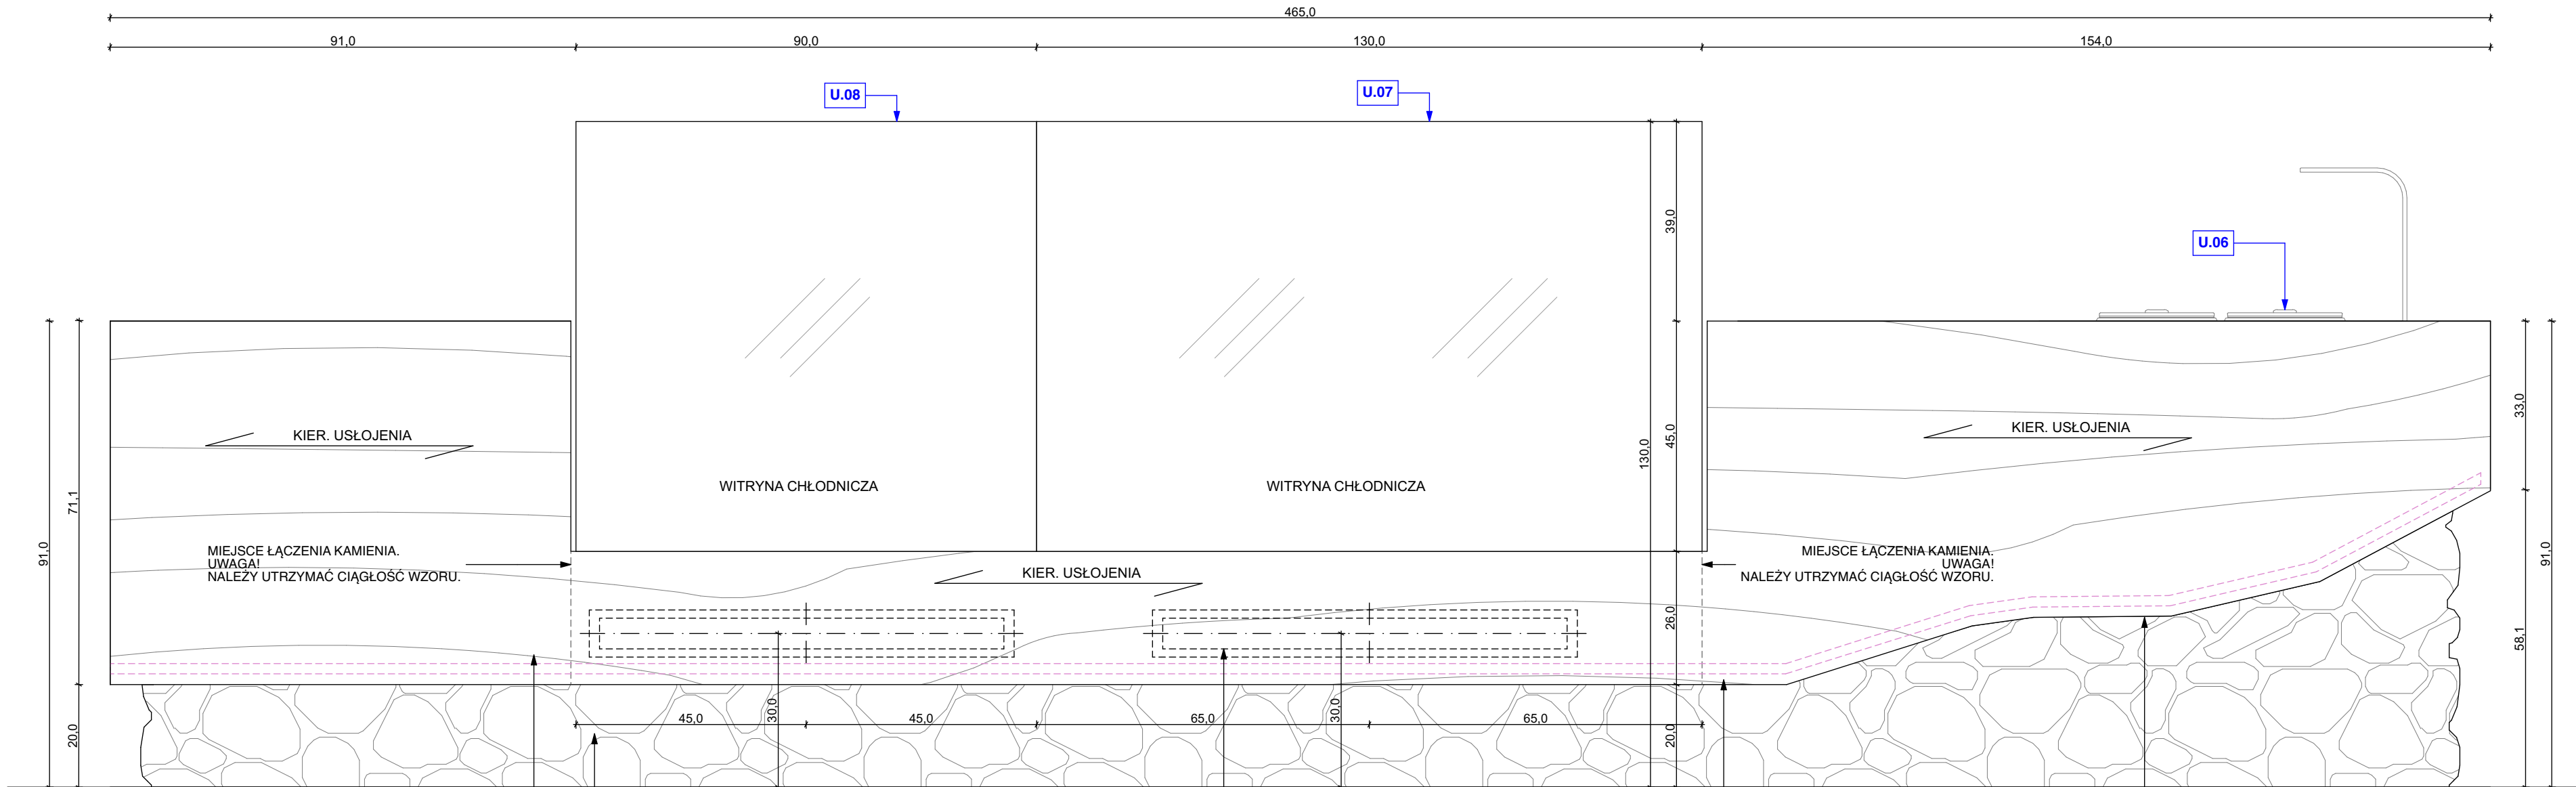 465,0
91,0
90,0
130,0
154,0
U.08
U.07
U.06
39,0
91,0
71,1
130,0
45,0
33,0
91,0
KIER. USŁOJENIA
KIER. USŁOJENIA
WITRYNA CHŁODNICZA
WITRYNA CHŁODNICZA
MIEJSCE ŁĄCZENIA KAMIENIA.
UWAGA!
NALEŻY UTRZYMAĆ CIĄGŁOŚĆ WZORU.
KIER. USŁOJENIA
MIEJSCE ŁĄCZENIA KAMIENIA.
UWAGA!
NALEŻY UTRZYMAĆ CIĄGŁOŚĆ WZORU.
26,0
58,1
20,0
45,0
30,0
45,0
65,0
30,0
65,0
20,0